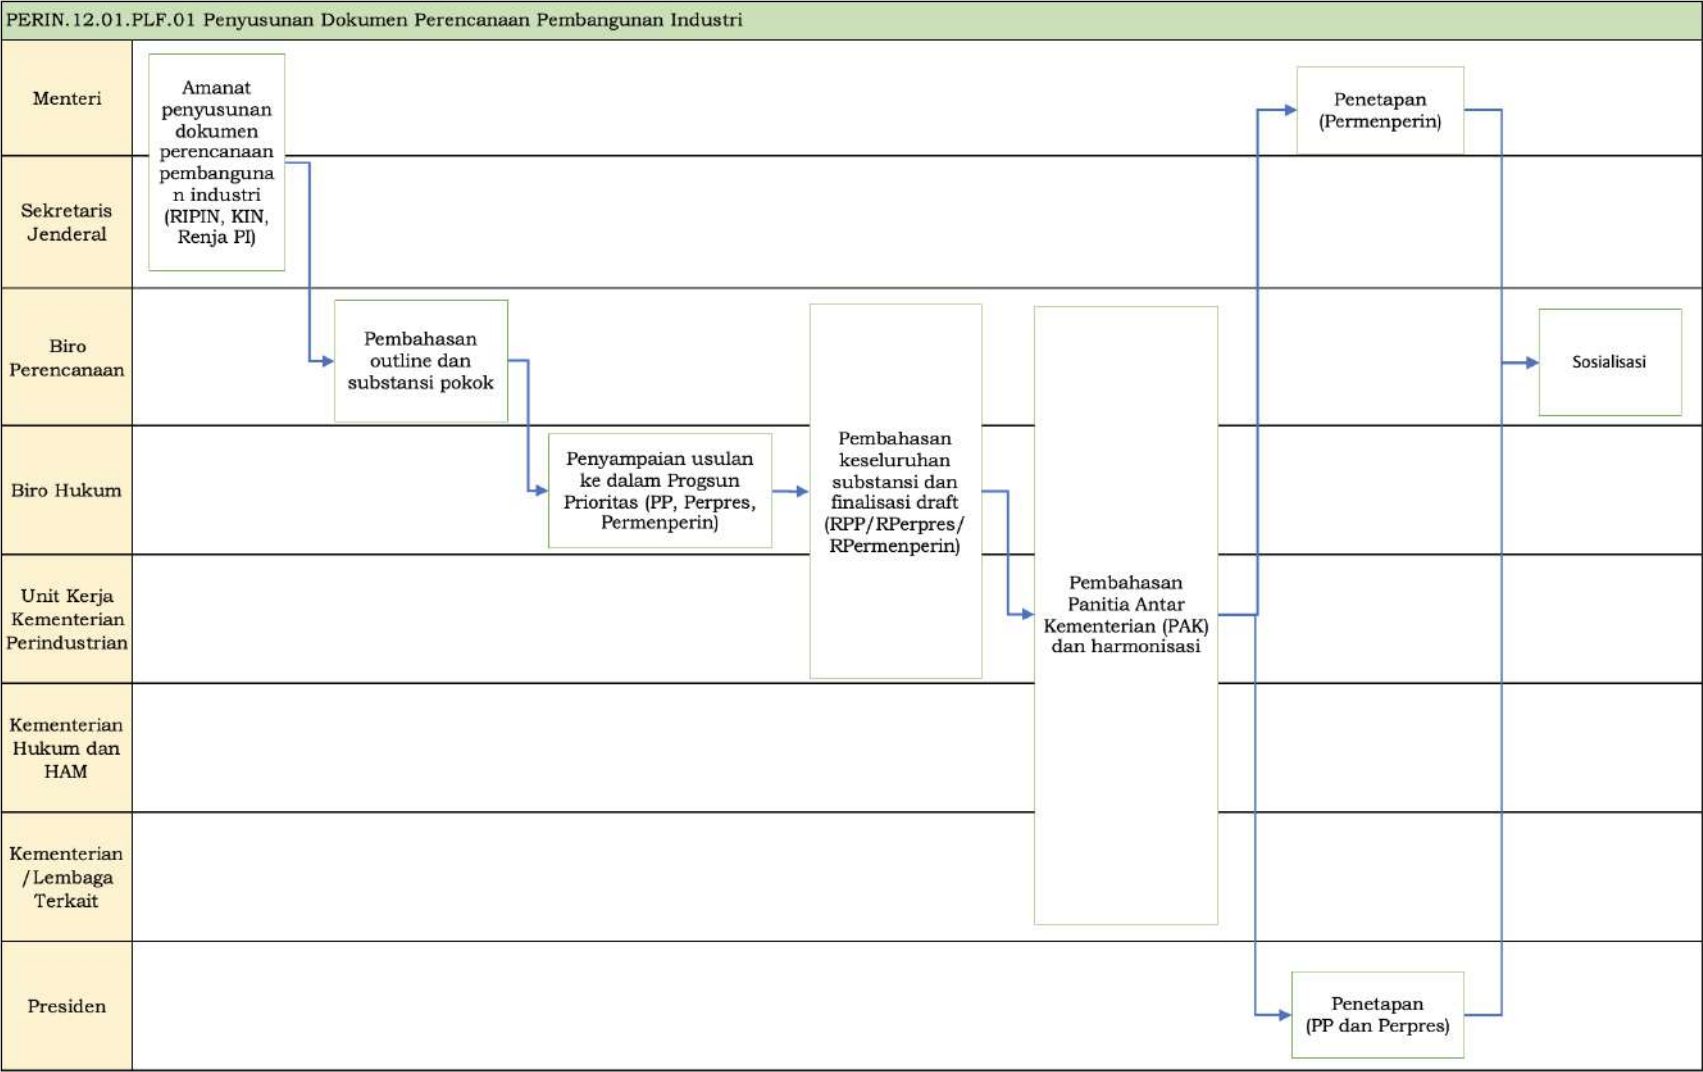 PERIN.12.01.PLF.01 Penyusunan Dokumen Perencanaan Pembangunan Industri
Menteri
Amanat
penyusunan
dokumen
perencanaan
pembanguna
n industri
(RIPIN, KIN,
Renja PI)
Penetapan
(Permenperin)
Sekretaris
Jenderal
Biro
Perencanaan
Pembahasan
outline dan
substansi pokok
Sosialisasi
Biro Hukum
Penyampaian usulan
ke dalam Progsun
Prioritas (PP, Perpres,
Permenperin)
Pembahasan
keseluruhan
substansi dan
finalisasi draft
(RPP/RPerpres/
RPermenperin)
Unit Kerja
Kementerian
Perindustrian
Pembahasan
Panitia Antar
Kementerian (PAK)
dan harmonisasi
Kementerian
Hukum dan
HAM
Kementerian
/Lembaga
Terkait
Presiden
Penetapan
(PP dan Perpres)